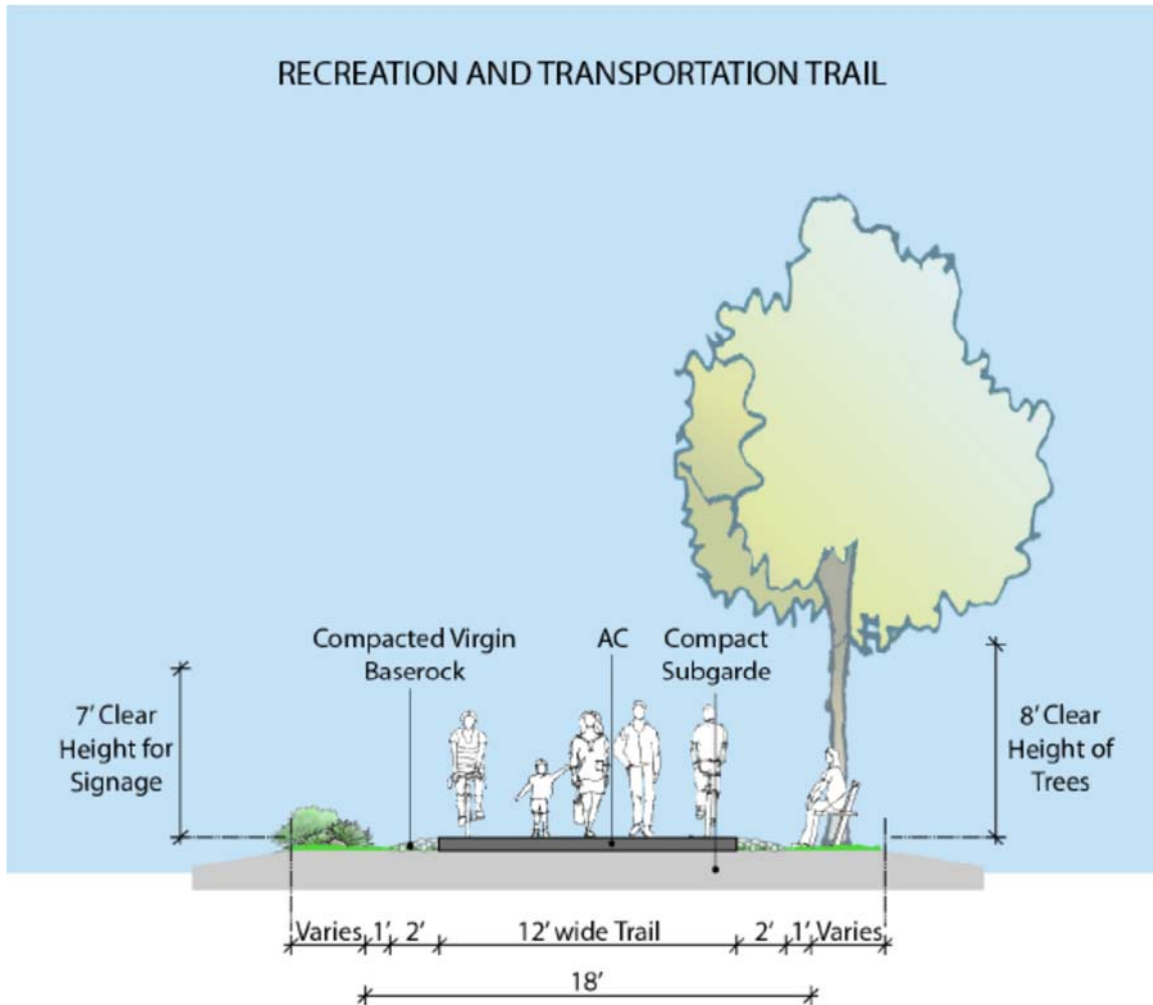 RECREATION AND TRANSPORTATION TRAIL
Compacted Virgin
Baserock
AC
Compact
Subgarde
7' Clear
Height for
Signage
8' Clear
Height of
Trees
Varies 1' 2' 12' wide Trail 2' 1' Varies
18'